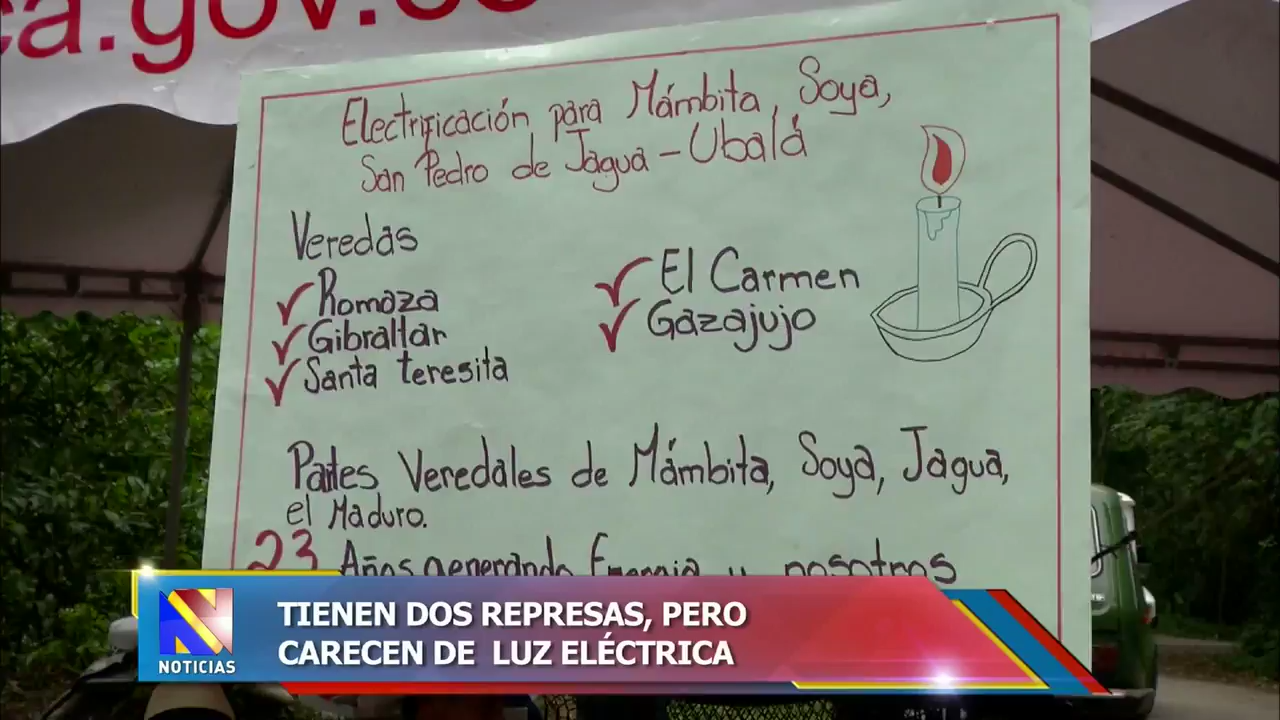 ca.gov.co
Electrificación para Mámbita, Soya,
San Pedro de Jagua - Ubalá
Veredas
✓ Romaza
✓ Gibraltar
✓ Santa teresita
✓ El Carmen
✓ Gazajujo
Partes Veredales de Mámbita, Soya, Jagua,
el Maduro.
23 Años generando Energia y nosotros
N
NOTICIAS
TIENEN DOS REPRESAS, PERO
CARECEN DE LUZ ELÉCTRICA